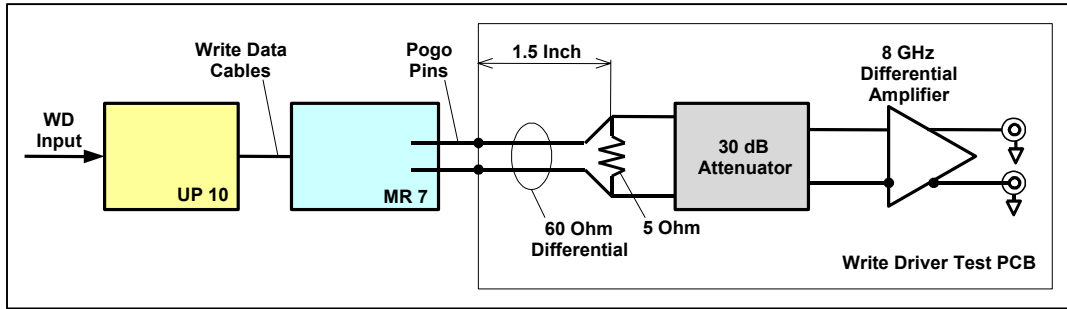 WD
Input
UP 10
Write Data
Cables
MR 7
Pogo
Pins
1.5 Inch
60 Ohm
Differential
5 Ohm
30 dB
Attenuator
8 GHz
Differential
Amplifier
Write Driver Test PCB